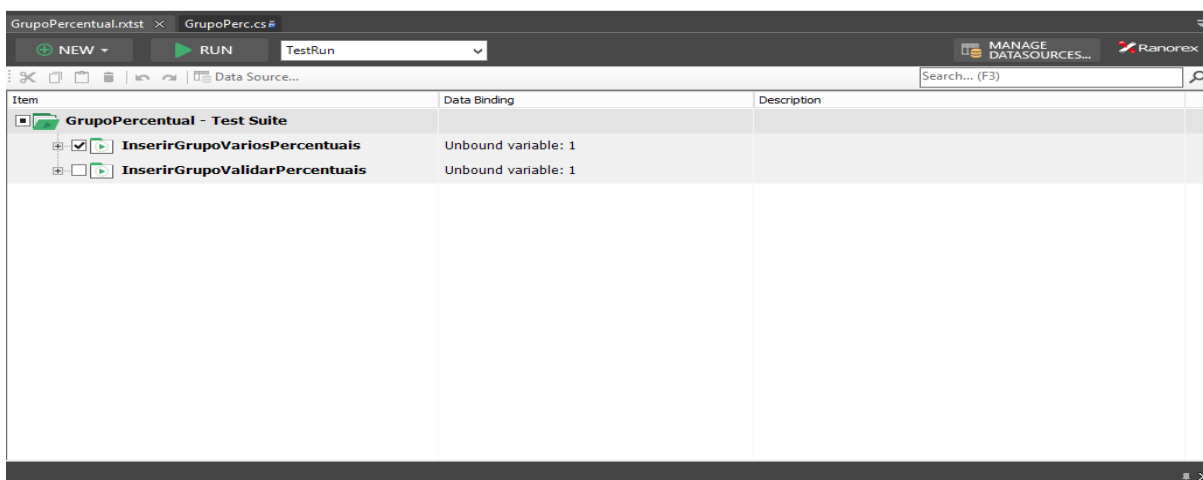 GrupoPercentual.rxtst GrupoPerc.cs
NEW RUN TestRun MANAGE DATASOURCES... Ranorex
Data Source... Search... (F3)
Item Data Binding Description
GrupoPercentual - Test Suite
InserirGrupoVariosPercentuais Unbound variable: 1
InserirGrupoValidarPercentuais Unbound variable: 1